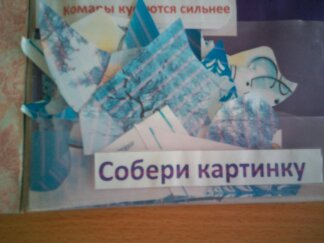 комары кусаются сильнее
Собери картинку